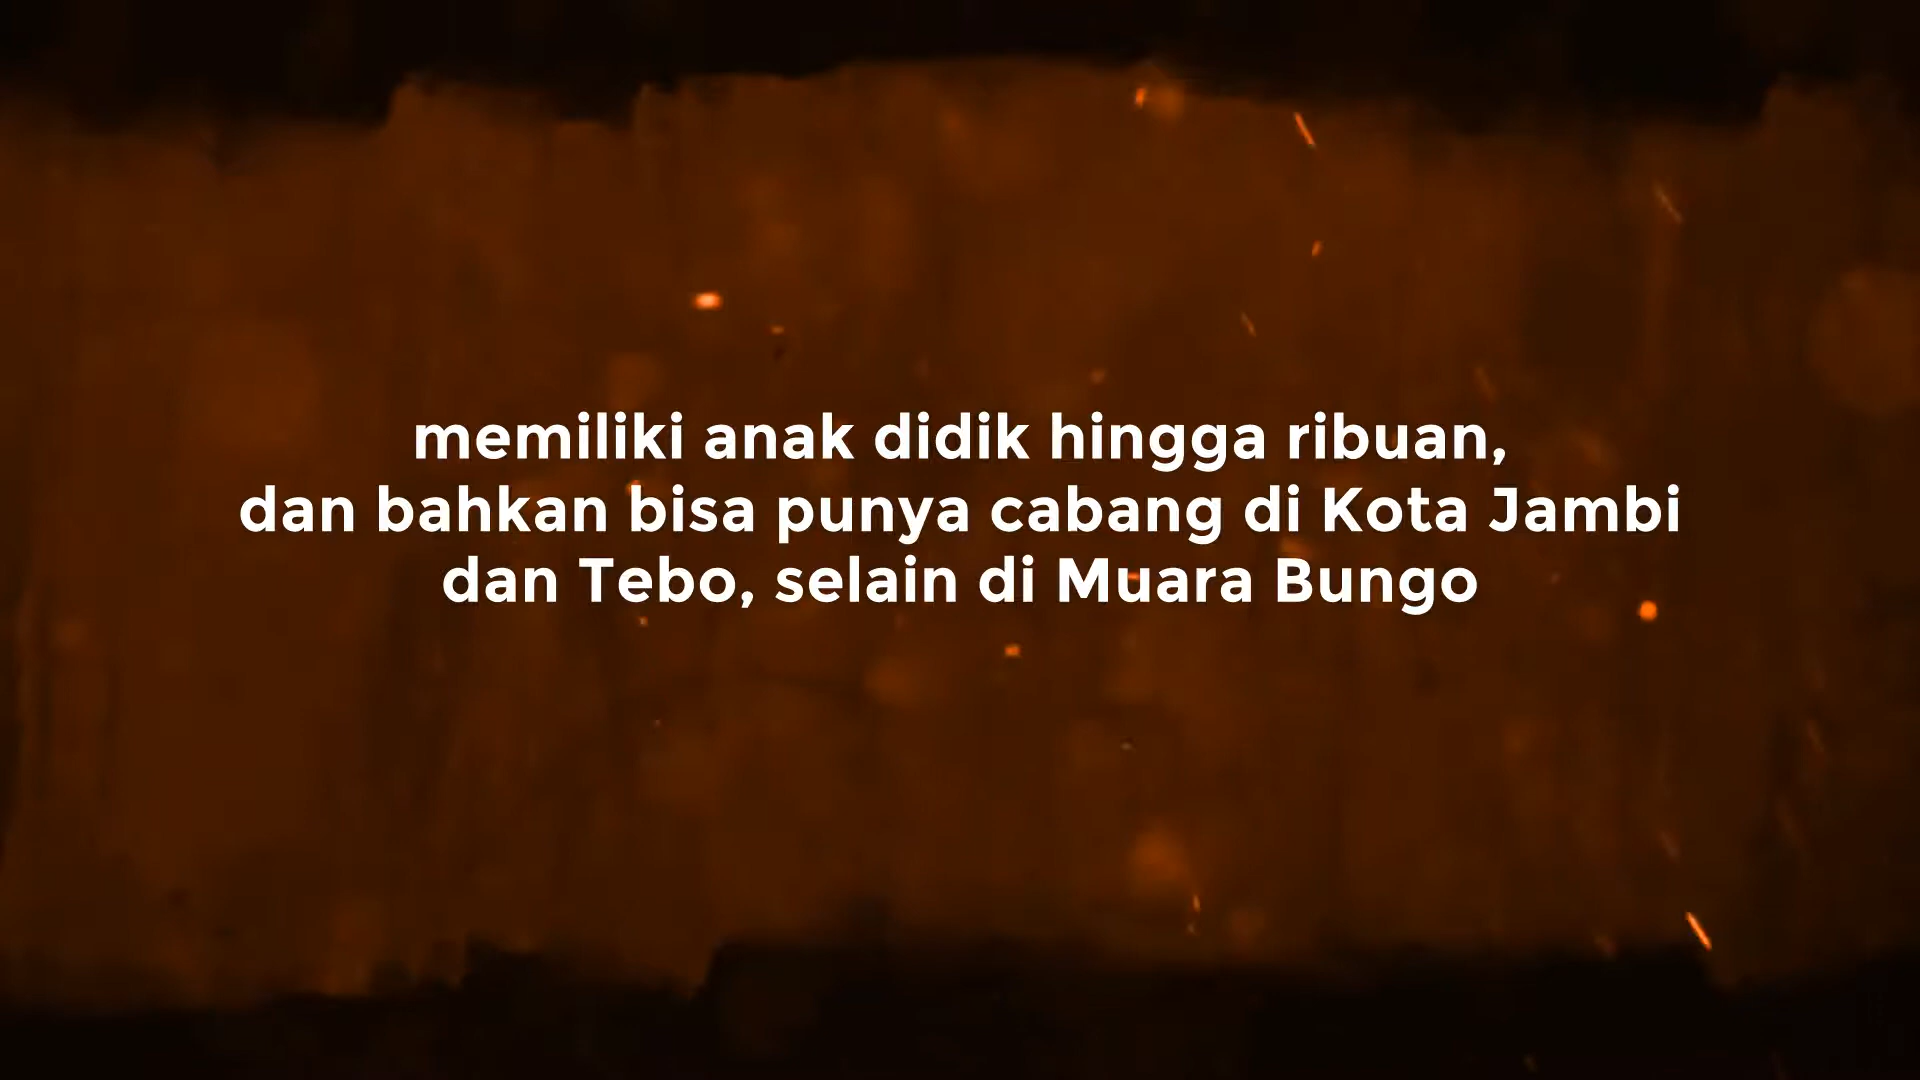 memiliki anak didik hingga ribuan,
dan bahkan bisa punya cabang di Kota Jambi
dan Tebo, selain di Muara Bungo